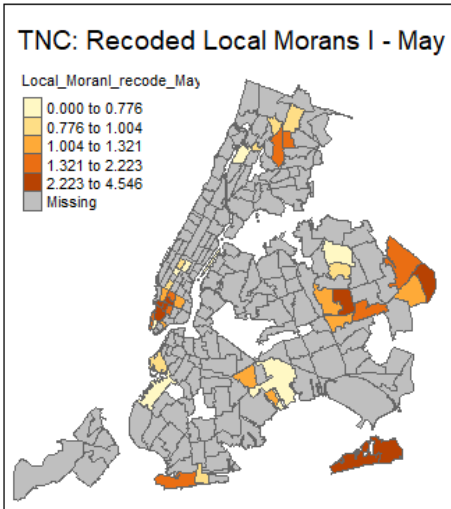 TNC: Recoded Local Morans I - May
Local_MoranI_recode_May
0.000 to 0.776
0.776 to 1.004
1.004 to 1.321
1.321 to 2.223
2.223 to 4.546
Missing